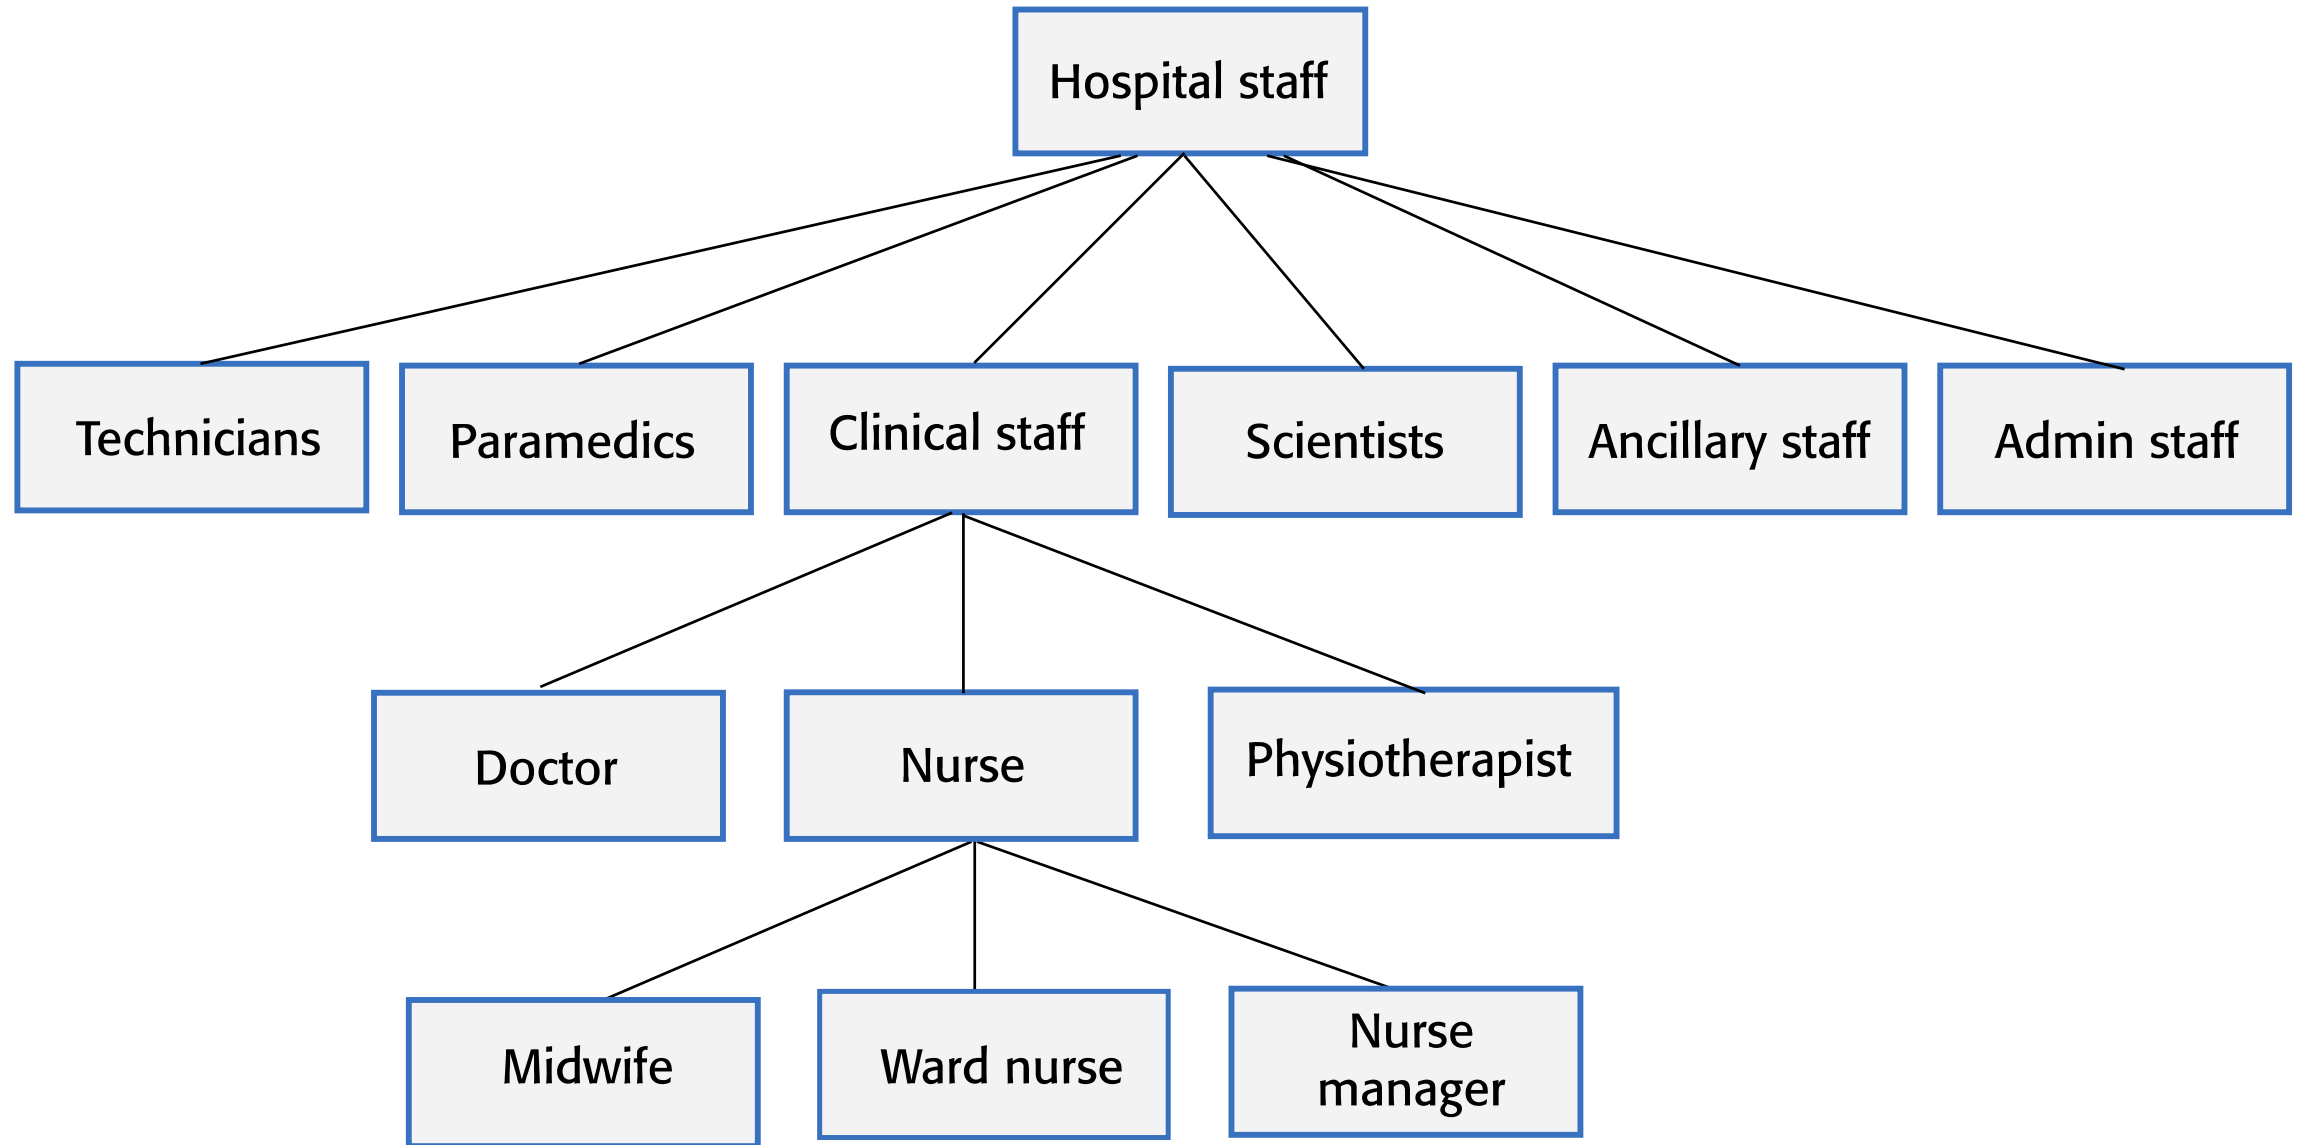 Hospital staff
Technicians
Paramedics
Clinical staff
Scientists
Ancillary staff
Admin staff
Doctor
Nurse
Physiotherapist
Midwife
Ward nurse
Nurse
manager